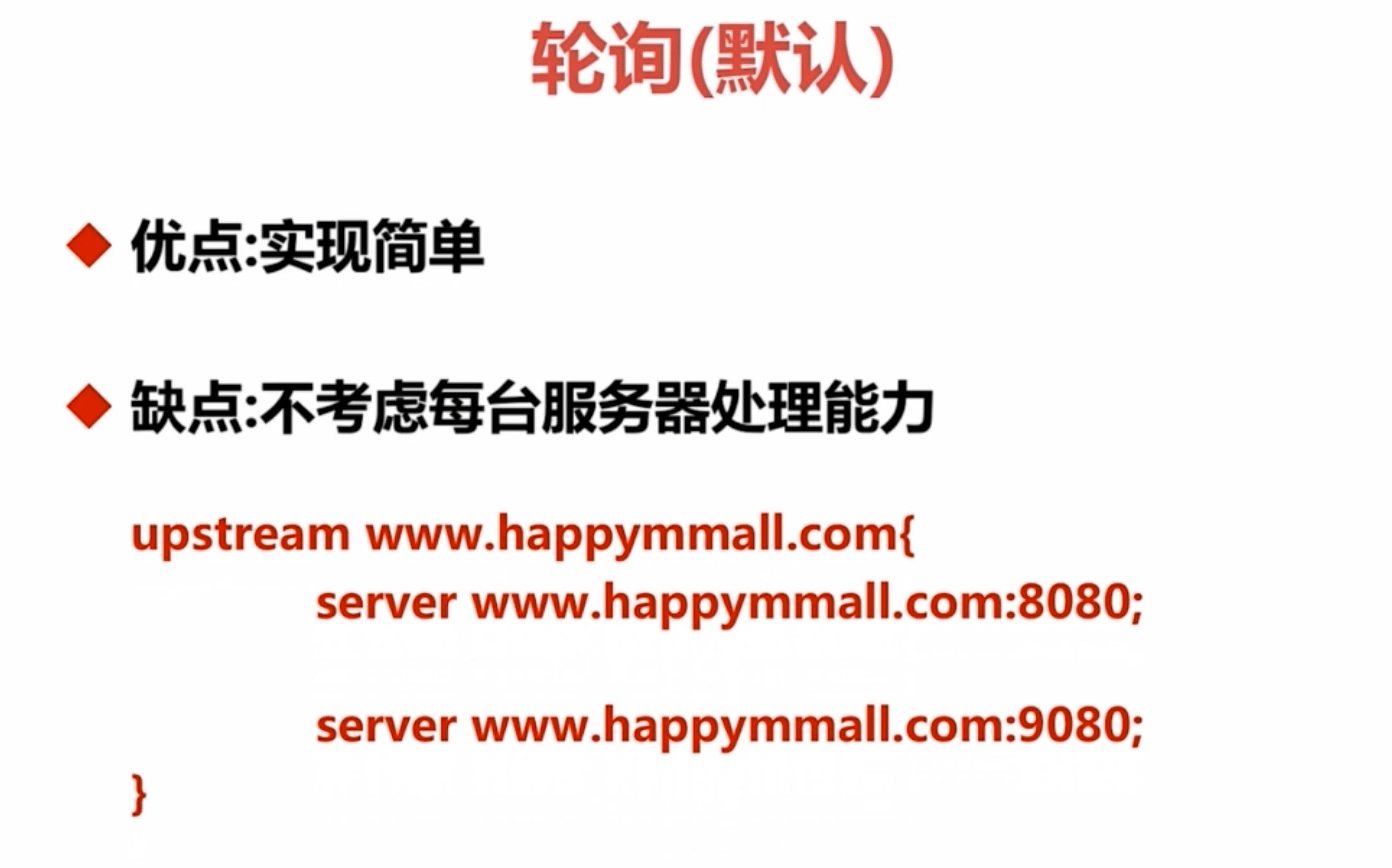 轮询(默认)
优点:实现简单
缺点:不考虑每台服务器处理能力
upstream www.happymmall.com{
server www.happymmall.com:8080;
server www.happymmall.com:9080;
}